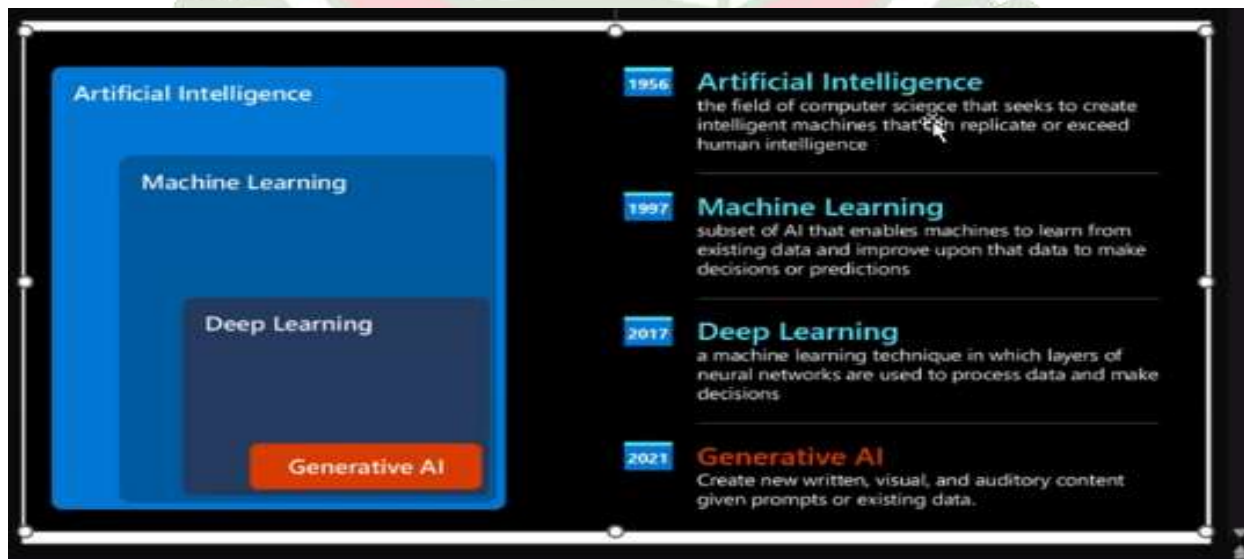 Artificial Intelligence
Machine Learning
Deep Learning
Generative AI
1956
Artificial Intelligence
the field of computer science that seeks to create
intelligent machines that can replicate or exceed
human intelligence
1997
Machine Learning
subset of AI that enables machines to learn from
existing data and improve upon that data to make
decisions or predictions
2017
Deep Learning
a machine learning technique in which layers of
neural networks are used to process data and make
decisions
2021
Generative AI
Create new written, visual, and auditory content
given prompts or existing data.